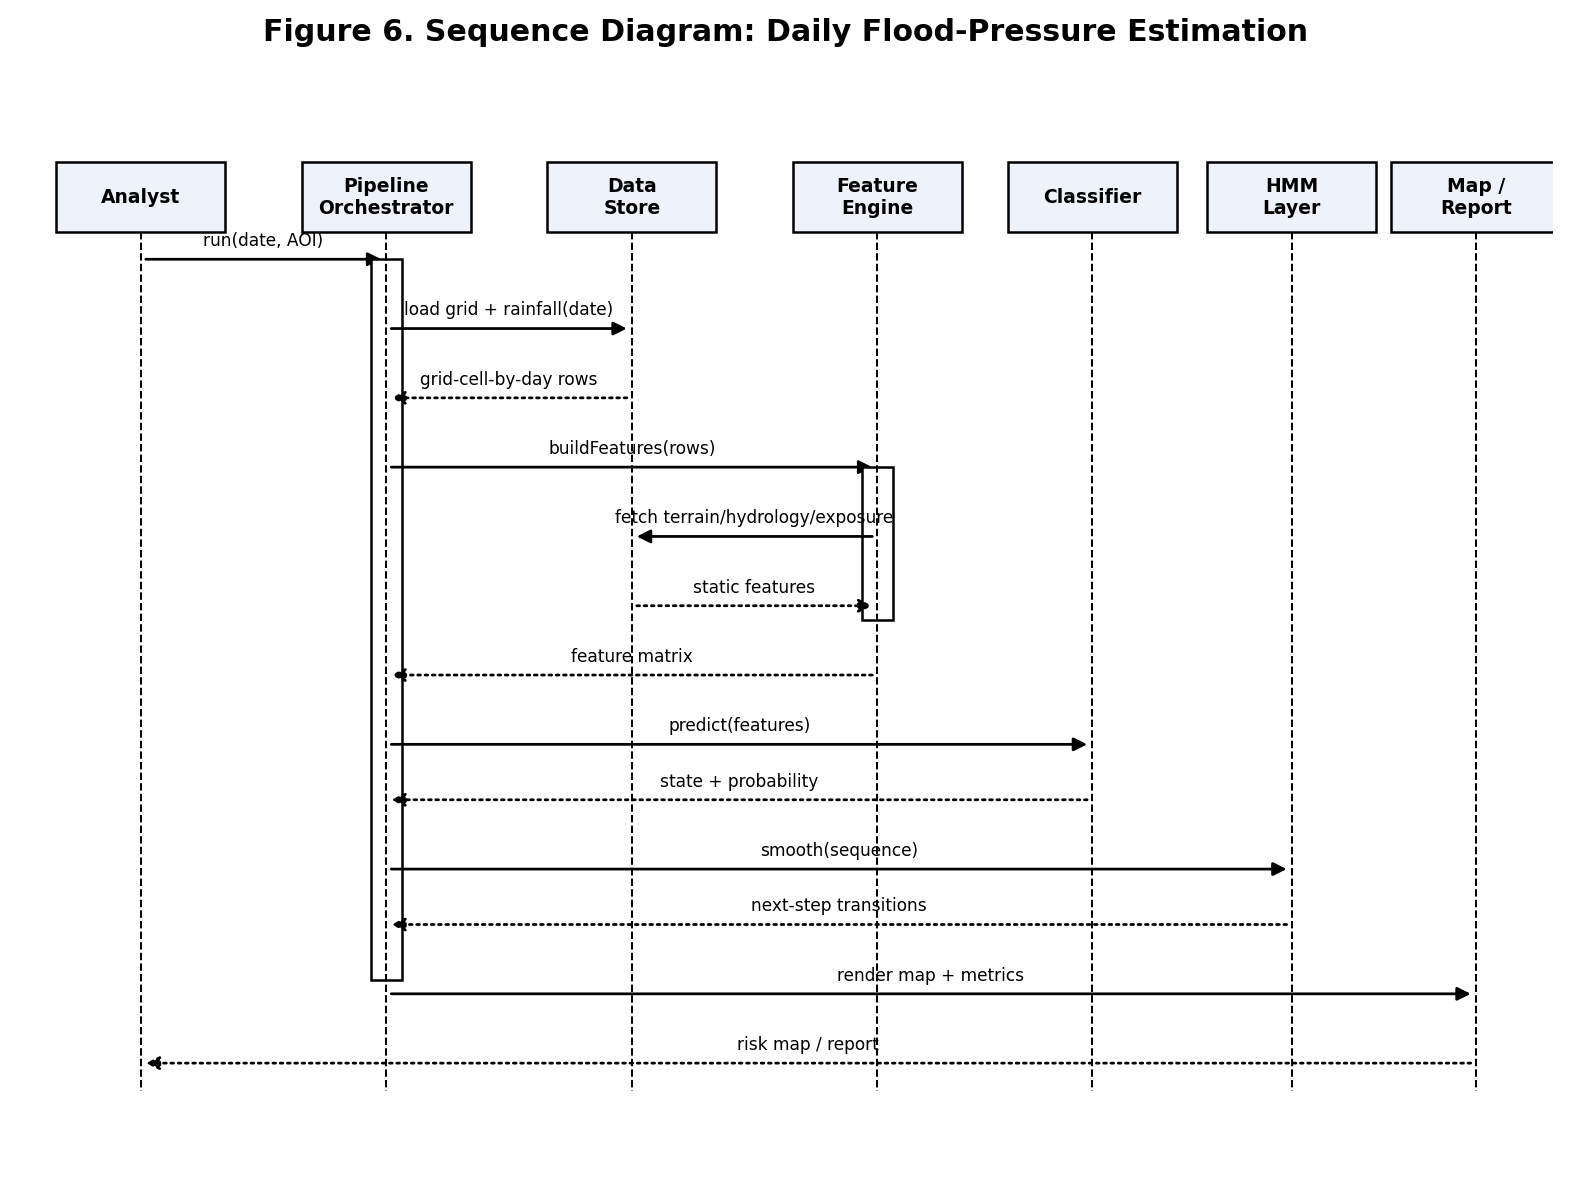 Figure 6. Sequence Diagram: Daily Flood-Pressure Estimation
Analyst
Pipeline
Orchestrator
Data
Store
Feature
Engine
Classifier
HMM
Layer
Map /
Report
run(date, AOI)
load grid + rainfall(date)
grid-cell-by-day rows
buildFeatures(rows)
fetch terrain/hydrology/exposure
static features
feature matrix
predict(features)
state + probability
smooth(sequence)
next-step transitions
render map + metrics
risk map / report